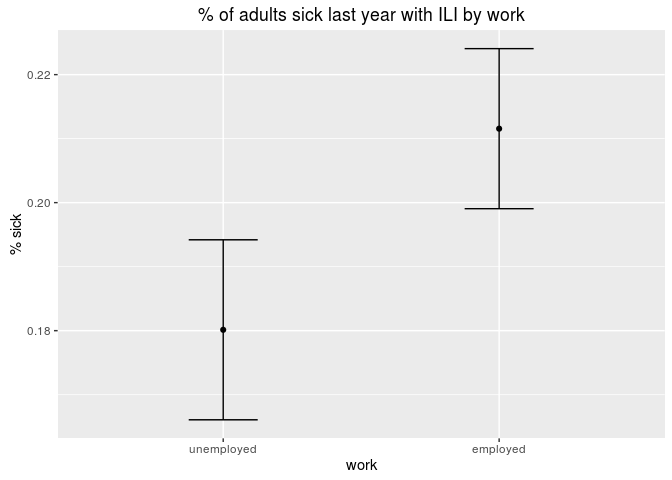 % of adults sick last year with ILI by work
0.22
0.20
0.18
% sick
unemployed
employed
work